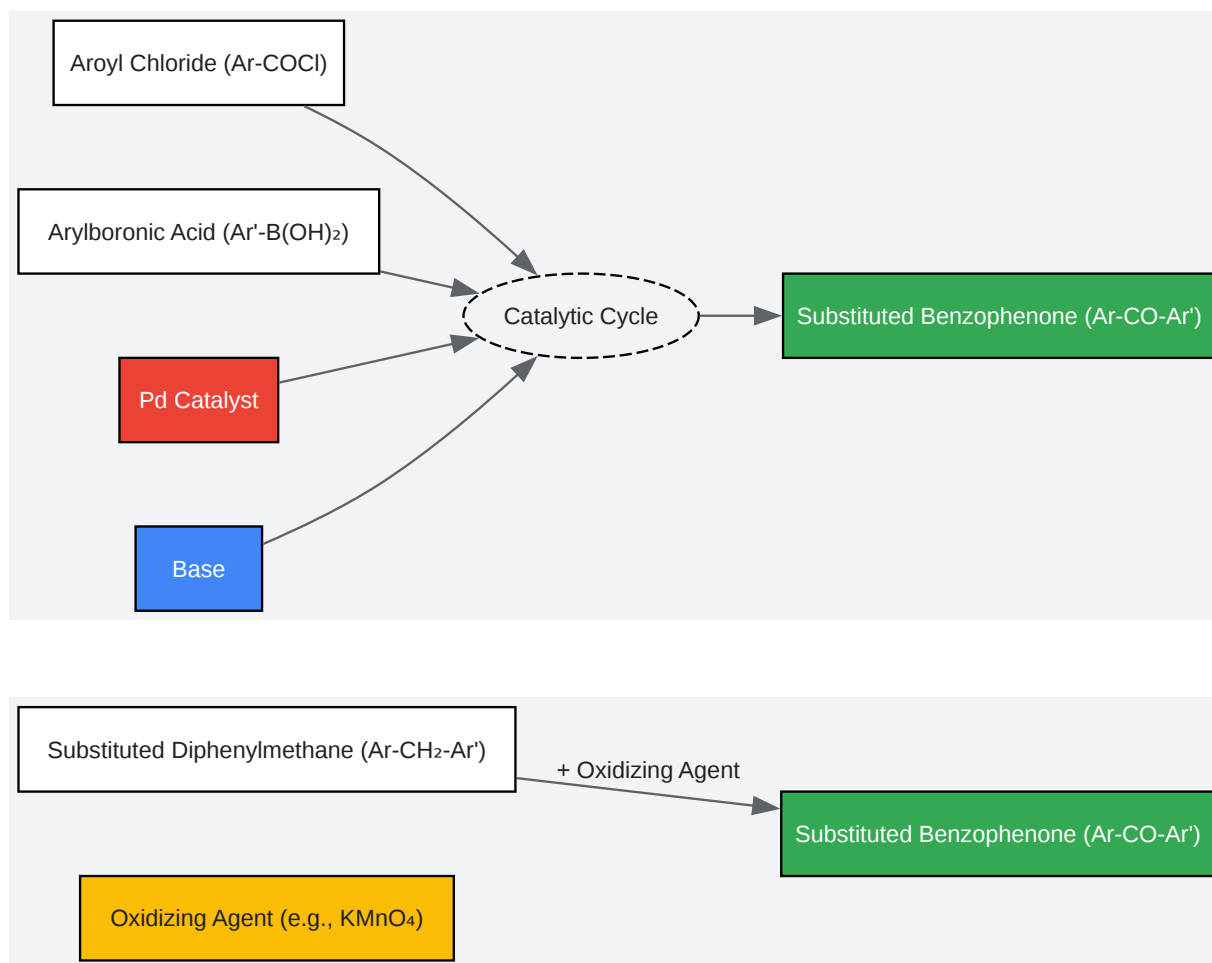 Aroyl Chloride (Ar-COCl)
Arylboronic Acid (Ar'-B(OH)₂)
Catalytic Cycle
Substituted Benzophenone (Ar-CO-Ar')
Pd Catalyst
Base
Substituted Diphenylmethane (Ar-CH₂-Ar')
+ Oxidizing Agent
Substituted Benzophenone (Ar-CO-Ar')
Oxidizing Agent (e.g., KMnO₄)